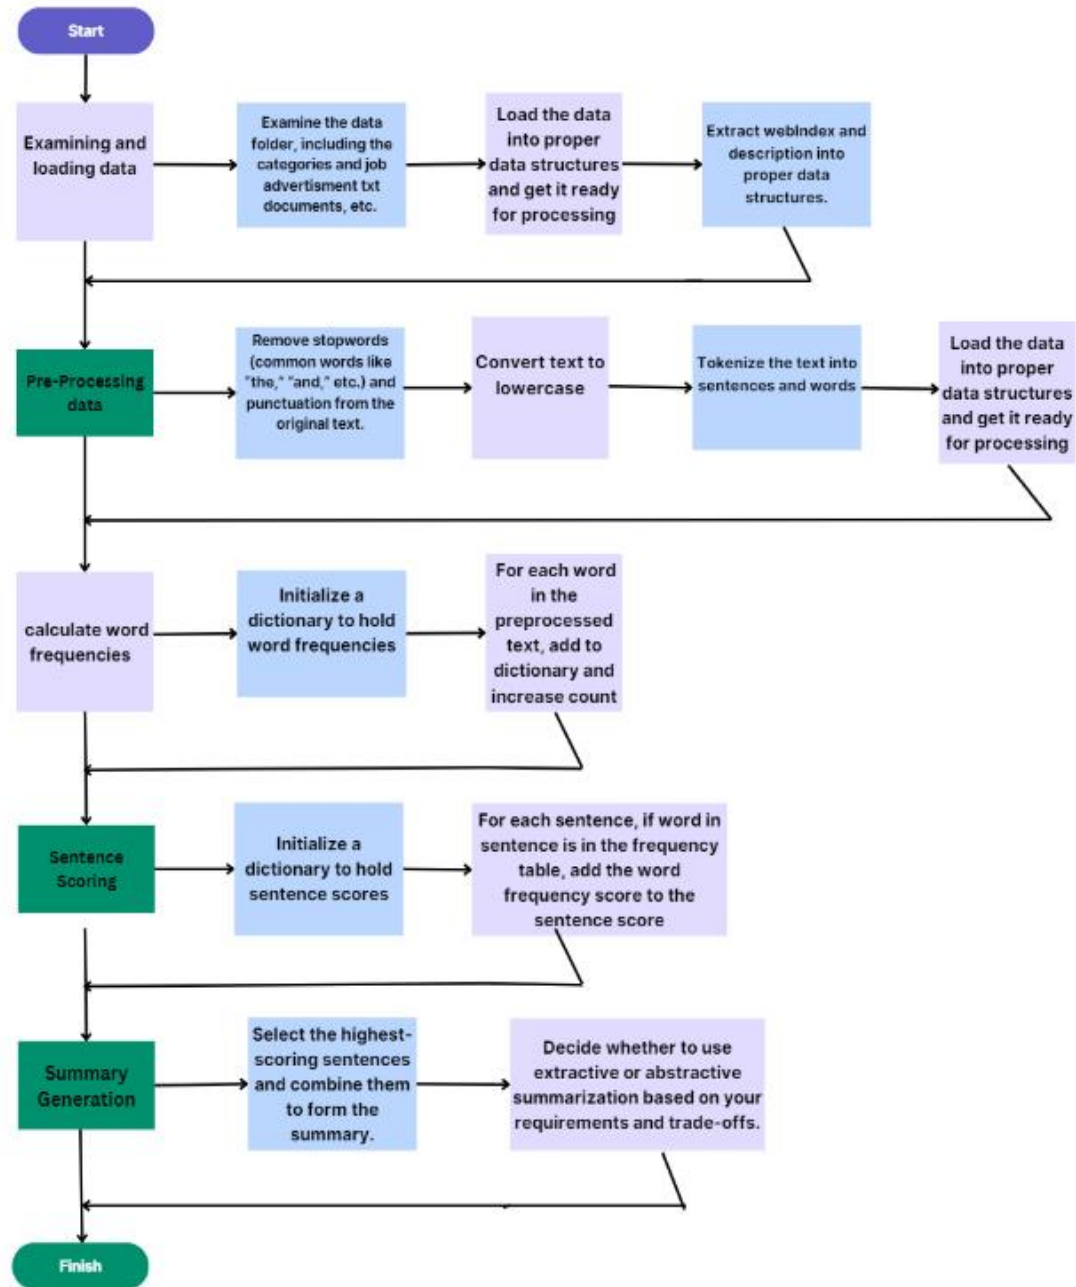 Start
Examining and
loading data
Examine the data
folder, including the
categories and job
advertisment txt
documents, etc.
Load the data
into proper
data structures
and get it ready
for processing
Extract webIndex and
description into
proper data
structures.
Pre-Processing
data
Remove stopwords
(common words like
"the," "and," etc.) and
punctuation from the
original text.
Convert text to
lowercase
Tokenize the text into
sentences and words
Load the data
into proper
data structures
and get it ready
for processing
calculate word
frequencies
Initialize a
dictionary to hold
word frequencies
For each word
in the
preprocessed
text, add to
dictionary and
increase count
Sentence
Scoring
Initialize a
dictionary to hold
sentence scores
For each sentence, if word in
sentence is in the frequency
table, add the word
frequency score to the
sentence score
Summary
Generation
Select the highest-
scoring sentences
and combine them
to form the
summary.
Decide whether to use
extractive or abstractive
summarization based on your
requirements and trade-offs.
Finish